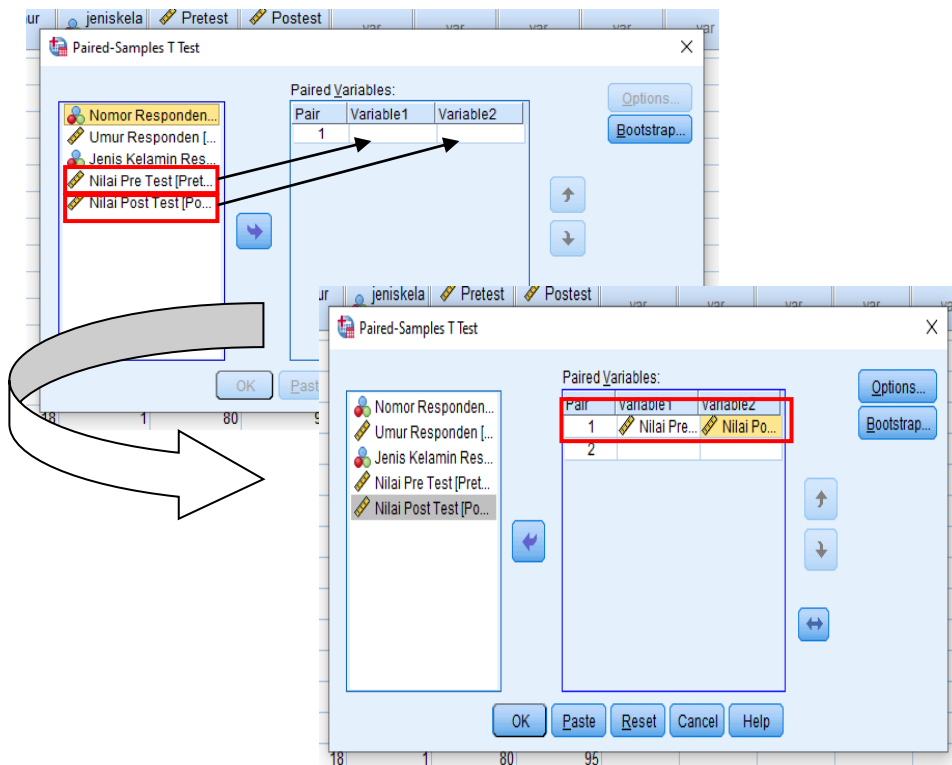 ur jeniskela Pretest Postest var var var var var
Paired-Samples T Test
Paired Variables:
Nomor Responden...
Umur Responden [...
Jenis Kelamin Res...
Nilai Pre Test [Pret...
Nilai Post Test [Po...
Pair Variable1 Variable2
1
Options...
Bootstrap...
OK Past
18 1 80 9
ur jeniskela Pretest Postest var var var var va
Paired-Samples T Test
Paired Variables:
Nomor Responden...
Umur Responden [...
Jenis Kelamin Res...
Nilai Pre Test [Pret...
Nilai Post Test [Po...
Pair Variable1 Variable2
1 Nilai Pre... Nilai Po...
2
Options...
Bootstrap...
OK Paste Reset Cancel Help
18 1 80 95